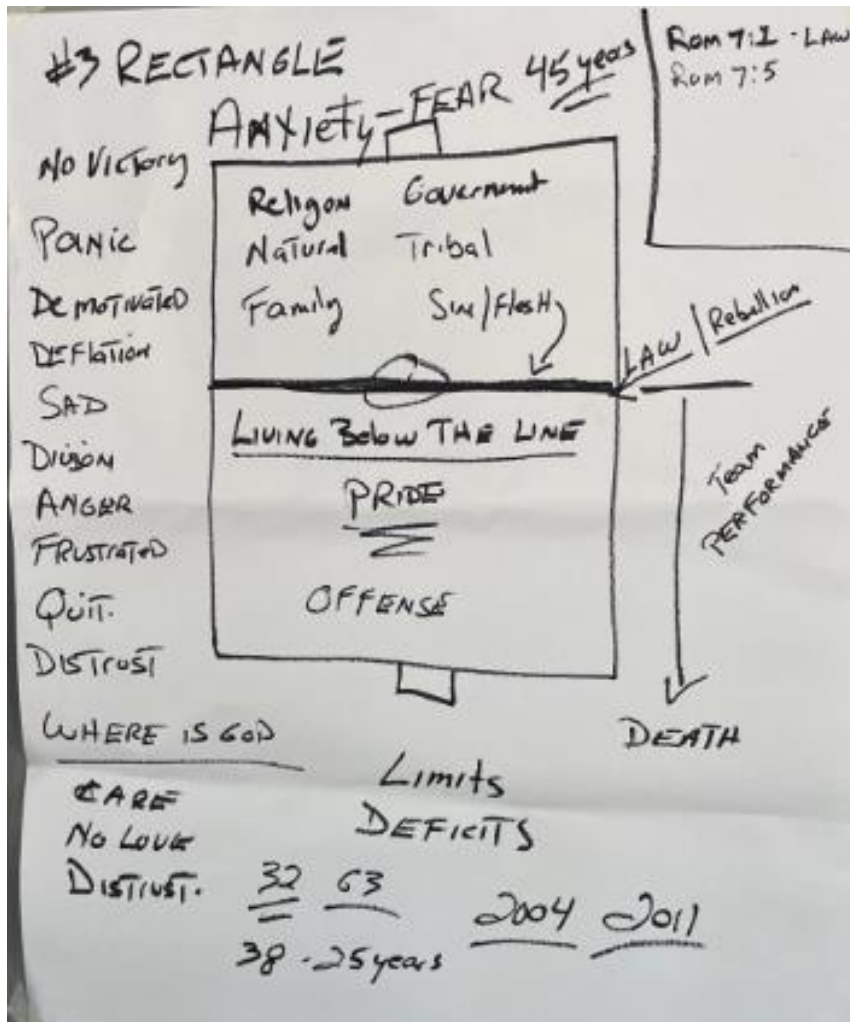 #3 RECTANGLE
Anxiety - FEAR 45 years
Rom 7:1 - LAW
Rom 7:5
NO VICTORY
PANIC
DEMOTIVATED
DEFLATION
SAD
DIVISON
ANGER
FRUSTRATED
QUIT.
DISTRUST
Religon Government
Natural Tribal
Family Sin/Flesh
LAW / Rebellion
LIVING Below THE LINE
PRIDE
OFFENSE
Team
PERFORMANCE
DEATH
WHERE IS GOD
CARE
NO LOVE
DISTRUST.
Limits
DEFICITS
32 63
38 - 25 years
2004 2011